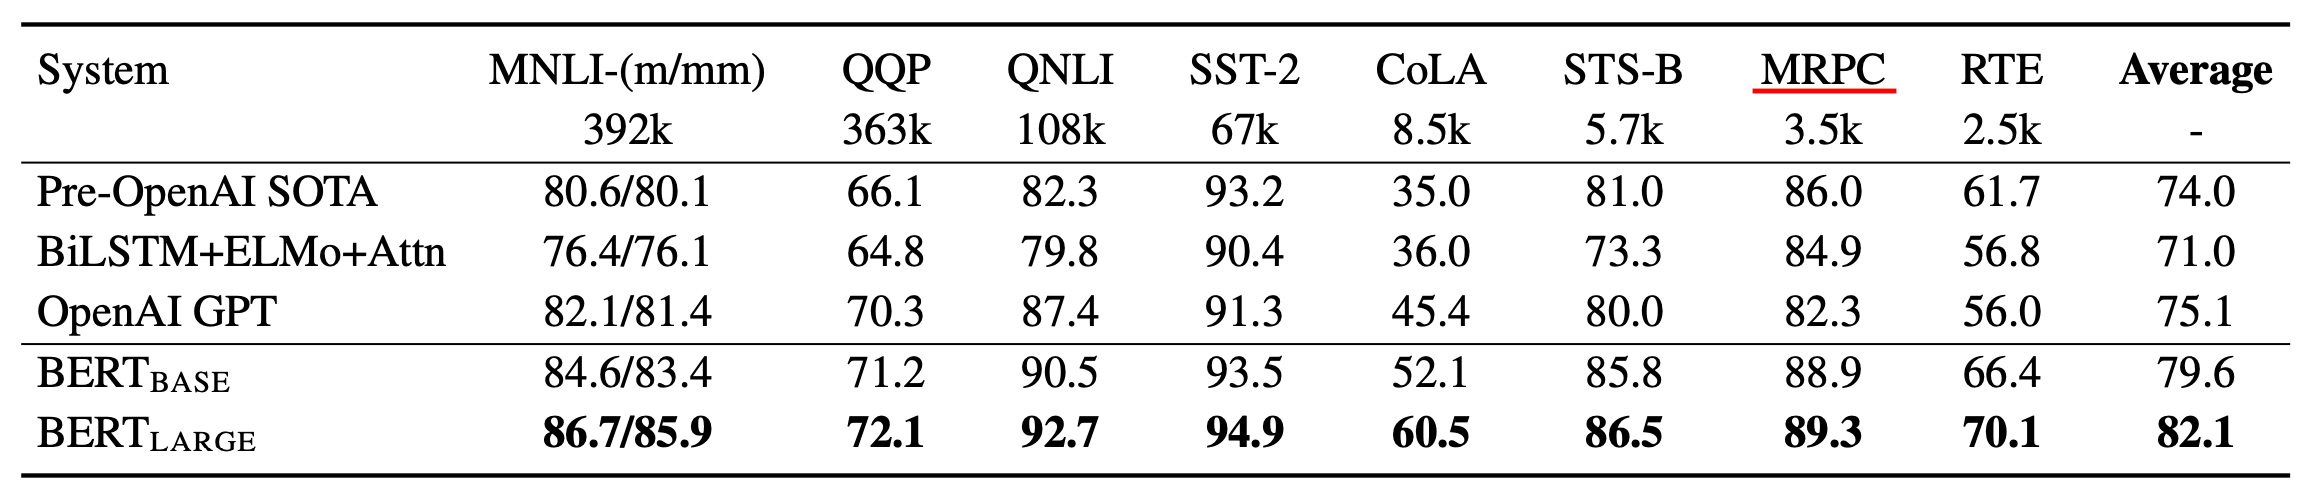 System MNLI-(m/mm) QQP QNLI SST-2 CoLA STS-B MRPC RTE Average
392k 363k 108k 67k 8.5k 5.7k 3.5k 2.5k -
Pre-OpenAI SOTA 80.6/80.1 66.1 82.3 93.2 35.0 81.0 86.0 61.7 74.0
BiLSTM+ELMo+Attn 76.4/76.1 64.8 79.8 90.4 36.0 73.3 84.9 56.8 71.0
OpenAI GPT 82.1/81.4 70.3 87.4 91.3 45.4 80.0 82.3 56.0 75.1
BERTBASE 84.6/83.4 71.2 90.5 93.5 52.1 85.8 88.9 66.4 79.6
BERTLARGE 86.7/85.9 72.1 92.7 94.9 60.5 86.5 89.3 70.1 82.1